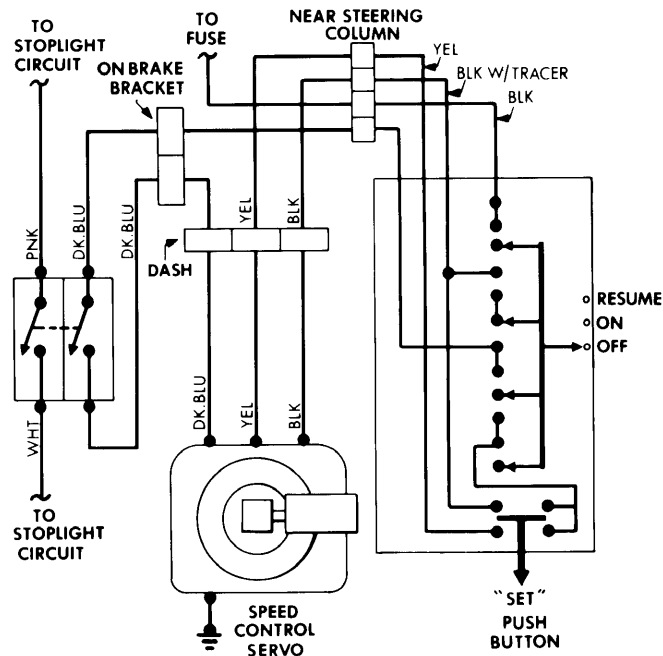 TO
STOPLIGHT
CIRCUIT
TO
FUSE
NEAR STEERING
COLUMN
ON BRAKE
BRACKET
YEL
BLK W/TRACER
BLK
PNK
DK.BLU
DK.BLU
YEL
BLK
DASH
RESUME
ON
OFF
WHT
DK.BLU
YEL
BLK
TO
STOPLIGHT
CIRCUIT
SPEED
CONTROL
SERVO
"SET"
PUSH
BUTTON